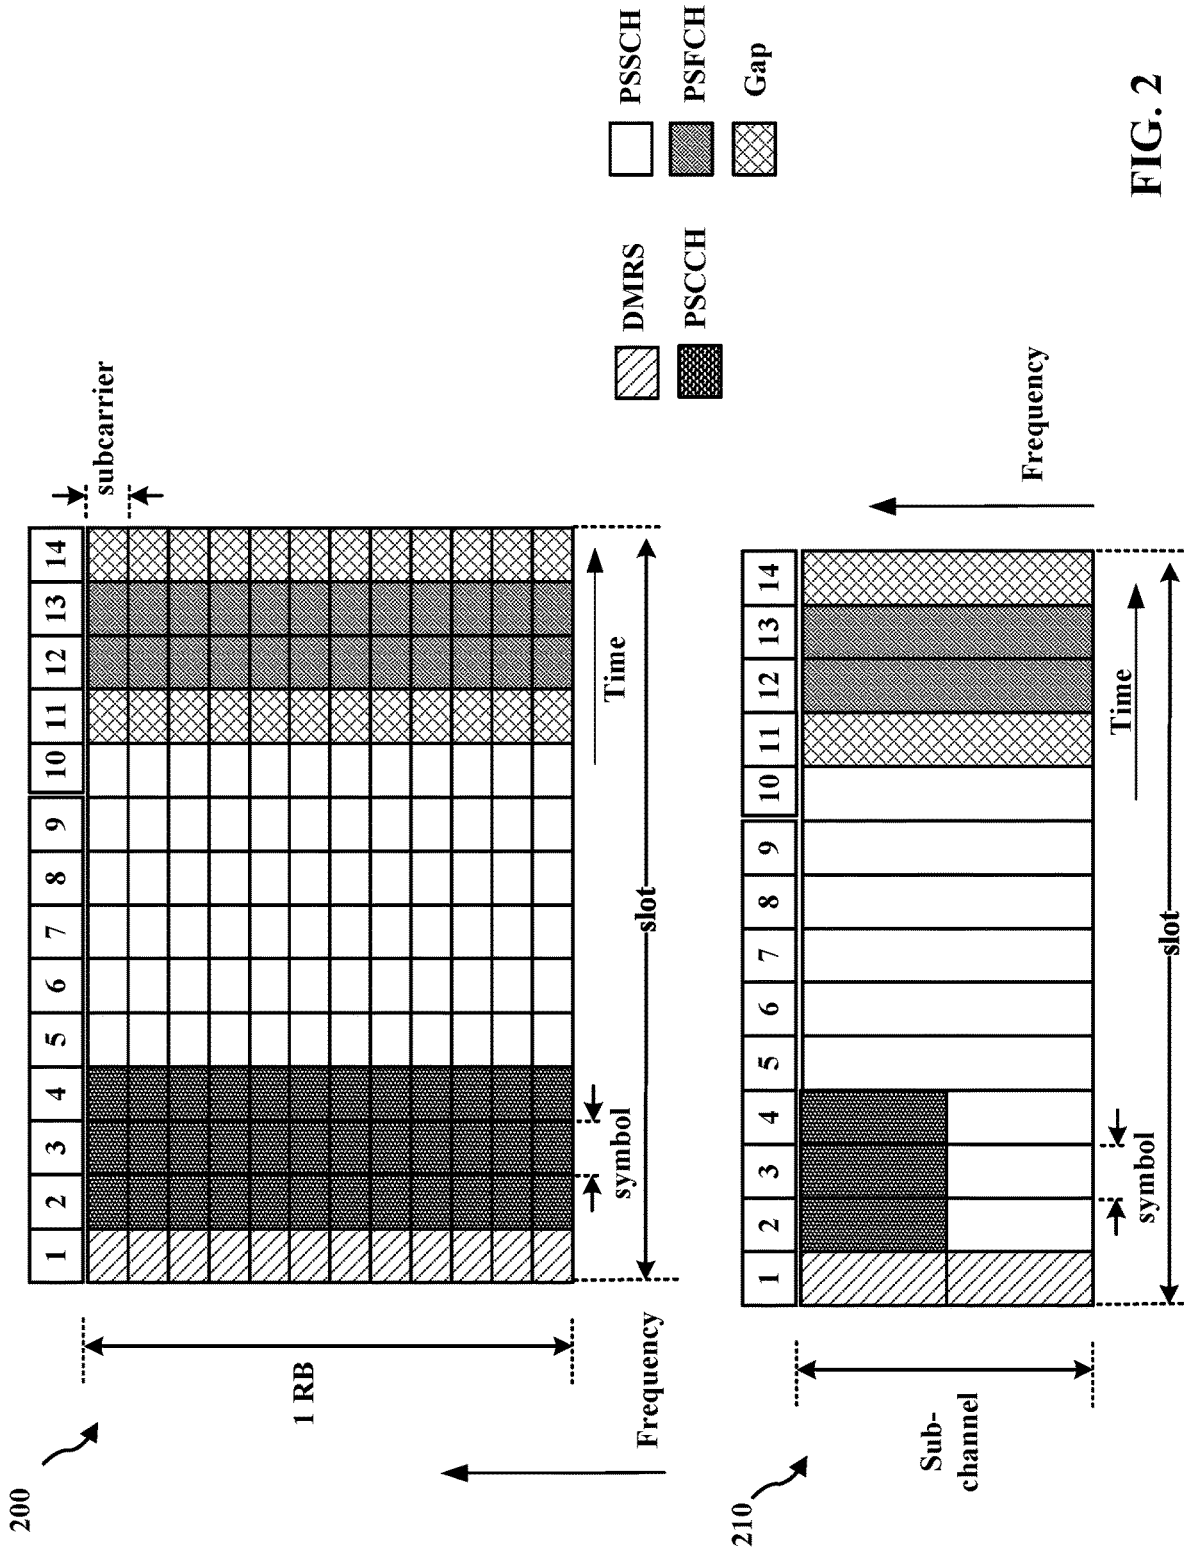 200
1 2 3 4 5 6 7 8 9 10 11 12 13 14
subcarrier
1 RB
Frequency
symbol
Time
slot
DMRS
PSSCH
PSCCH
PSFCH
Gap
210
1 2 3 4 5 6 7 8 9 10 11 12 13 14
Sub-
channel
Frequency
symbol
Time
slot
FIG. 2